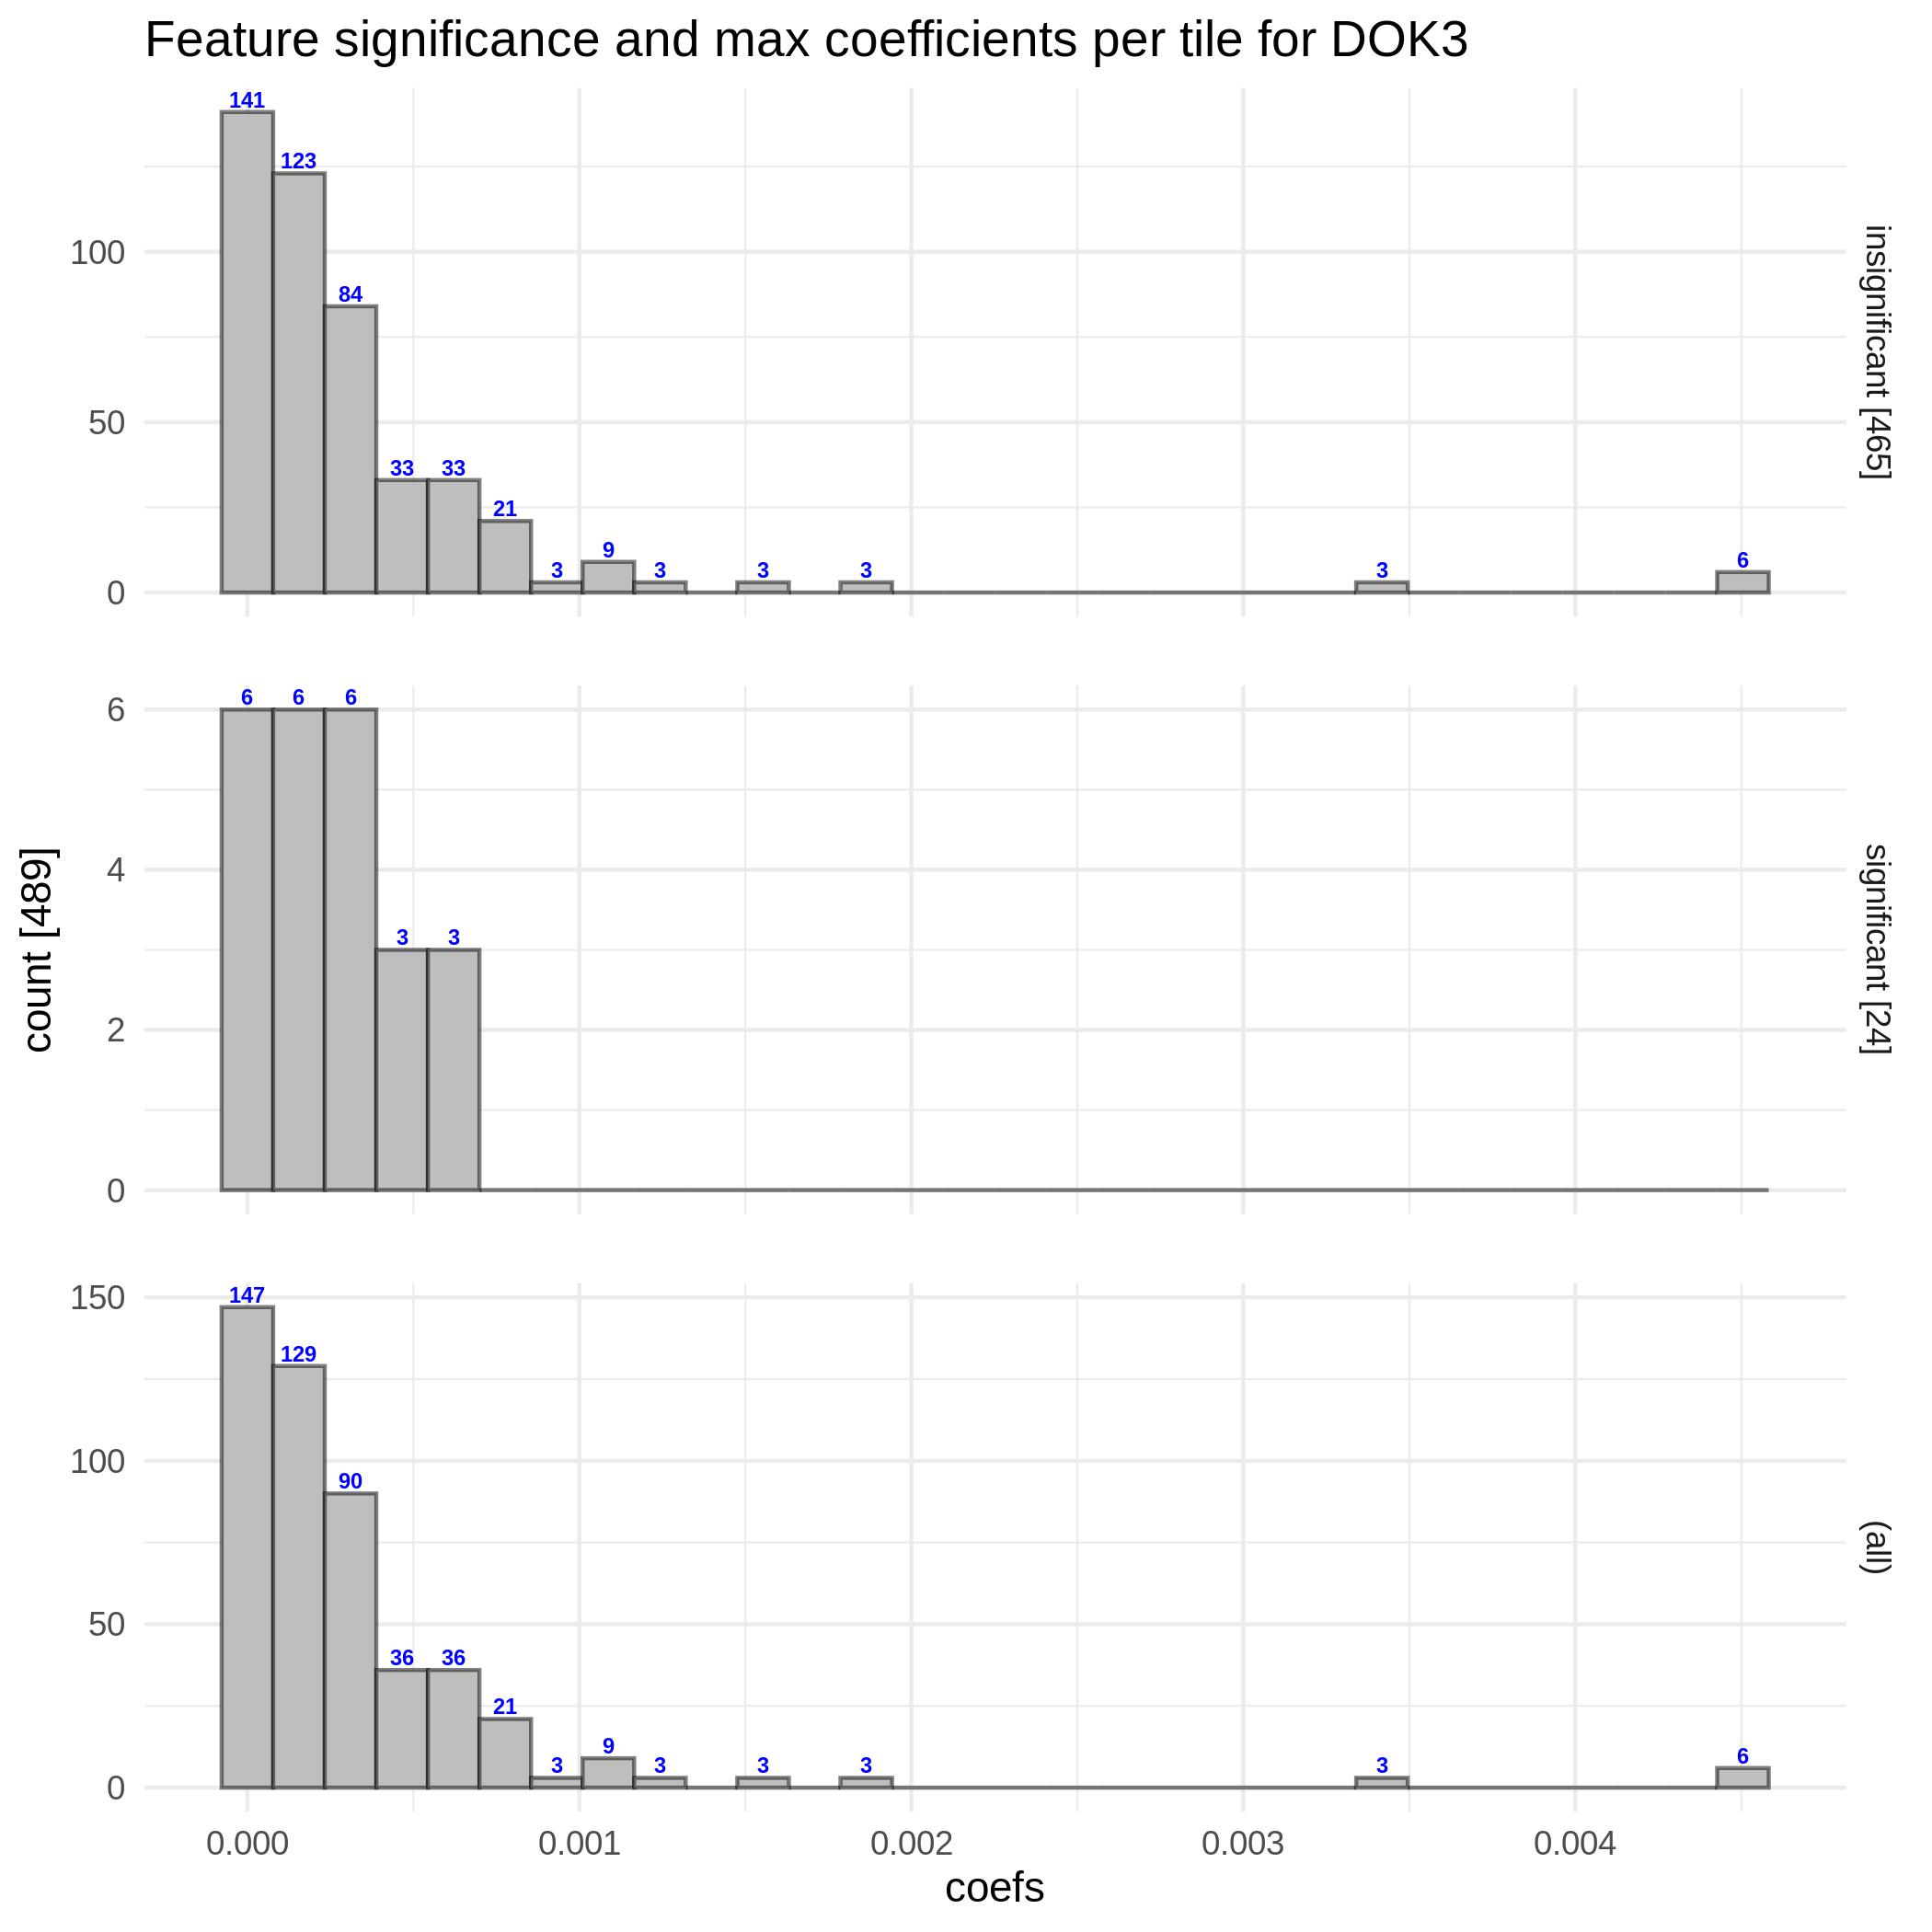 Feature significance and max coefficients per tile for DOK3
141
123
84
33 33
21
3 9 3 3 3 3 6
100
50
0
insignificant [465]
6 6 6
3 3
6
4
2
0
significant [24]
count [489]
147
129
90
36 36
21
3 9 3 3 3 3 6
150
100
50
0
(all)
0.000 0.001 0.002 0.003 0.004
coefs